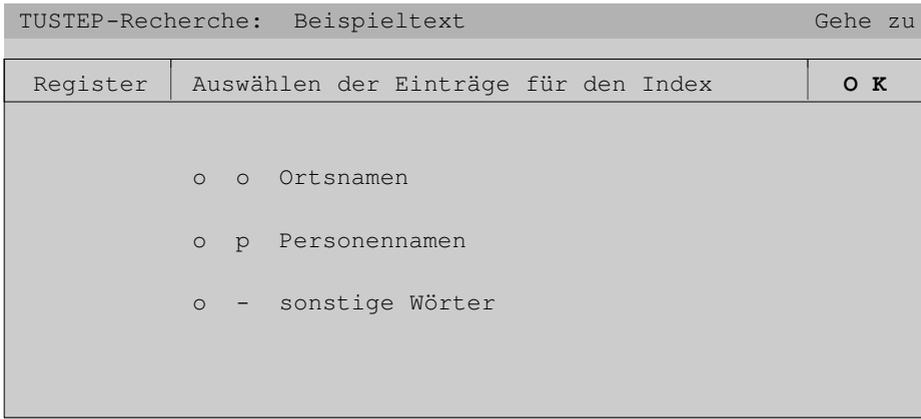 TUSTEP-Recherche: Beispieltext Gehe zu
Register Auswählen der Einträge für den Index O K
o o Ortsnamen
o p Personennamen
o - sonstige Wörter